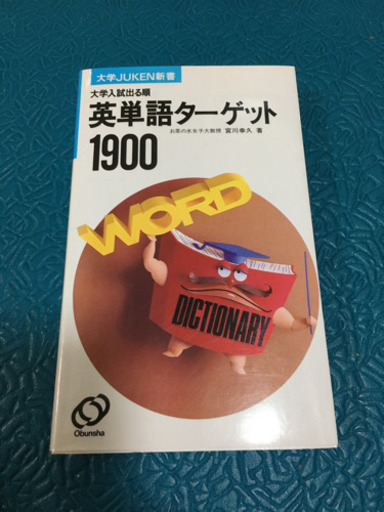 大学JUKEN新書
大学入試出る順
英単語ターゲット
お茶の水女子大教授 宮川幸久 著
1900
WORD
DICTIONARY
Obunsha